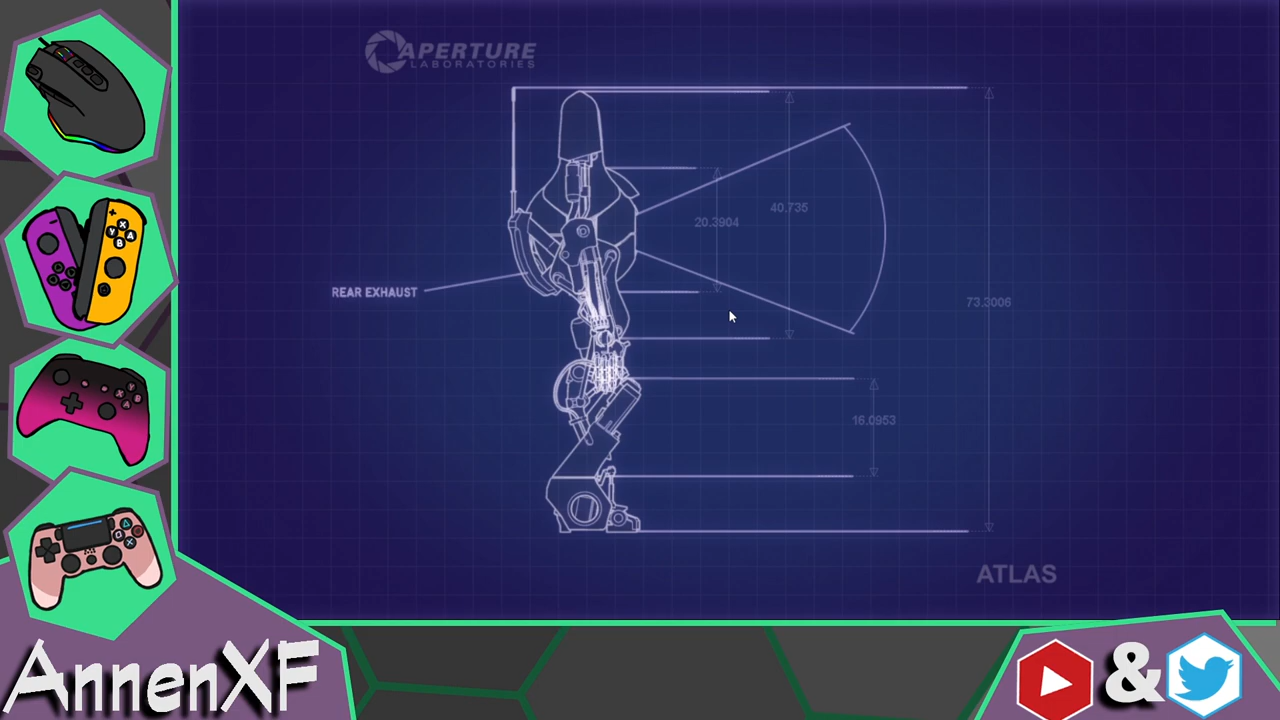 APERTURE
LABORATORIES
20.3904
40.735
REAR EXHAUST
73.3006
16.0953
ATLAS
AnnenXF
&